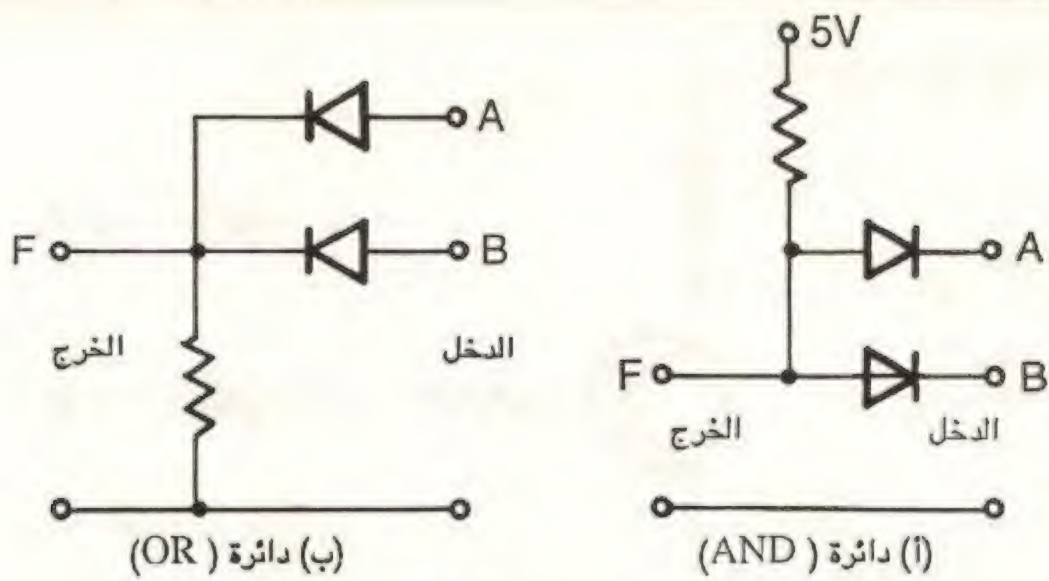 5V
A
B
F
الدخل
الخرج
(أ) دائرة ( AND)
A
B
F
الدخل
الخرج
(ب) دائرة ( OR)